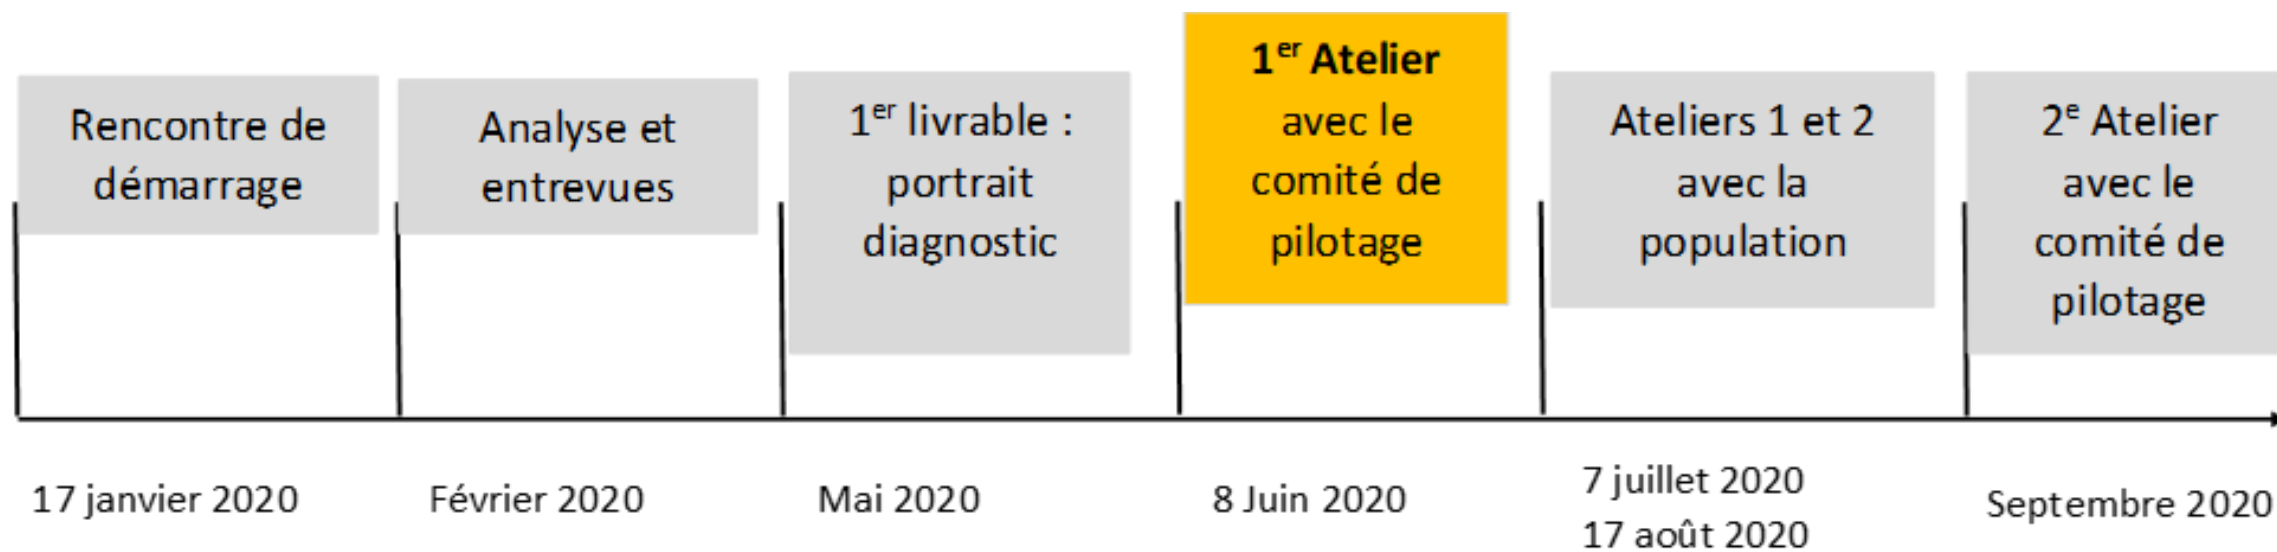 Rencontre de
démarrage
Analyse et
entrevues
1er livrable :
portrait
diagnostic
1er Atelier
avec le
comité de
pilotage
Ateliers 1 et 2
avec la
population
2e Atelier
avec le
comité de
pilotage
17 janvier 2020
Février 2020
Mai 2020
8 Juin 2020
7 juillet 2020
17 août 2020
Septembre 2020